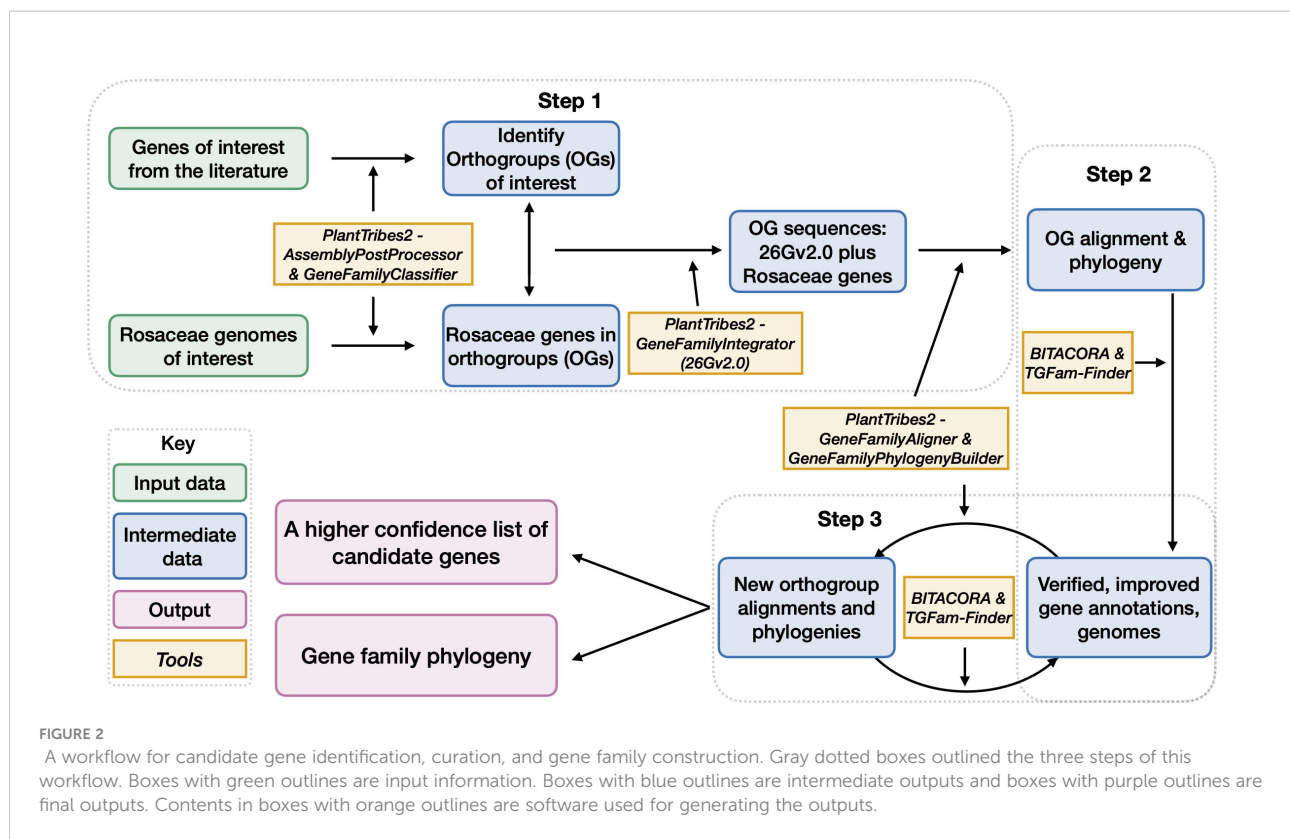 Step 1
Genes of interest
from the literature
Identify
Orthogroups (OGs)
of interest
PlantTribes2 -
AssemblyPostProcessor
& GeneFamilyClassifier
Rosaceae genomes
of interest
Rosaceae genes in
orthogroups (OGs)
OG sequences:
26Gv2.0 plus
Rosaceae genes
PlantTribes2 -
GeneFamilyIntegrator
(26Gv2.0)
Step 2
OG alignment &
phylogeny
BITACORA &
TGFam-Finder
PlantTribes2 -
GeneFamilyAligner &
GeneFamilyPhylogenyBuilder
Step 3
New orthogroup
alignments and
phylogenies
BITACORA &
TGFam-Finder
Verified, improved
gene annotations,
genomes
A higher confidence list of
candidate genes
Gene family phylogeny
Key
Input data
Intermediate
data
Output
Tools
FIGURE 2
A workflow for candidate gene identification, curation, and gene family construction. Gray dotted boxes outlined the three steps of this
workflow. Boxes with green outlines are input information. Boxes with blue outlines are intermediate outputs and boxes with purple outlines are
final outputs. Contents in boxes with orange outlines are software used for generating the outputs.